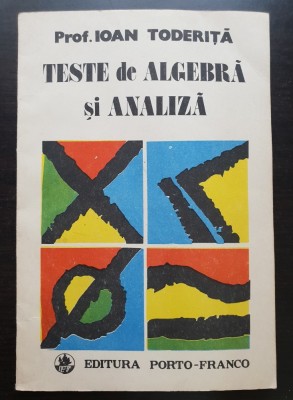 Prof. IOAN TODERIȚĂ
TESTE de ALGEBRĂ
și ANALIZĂ
EDITURA PORTO-FRANCO